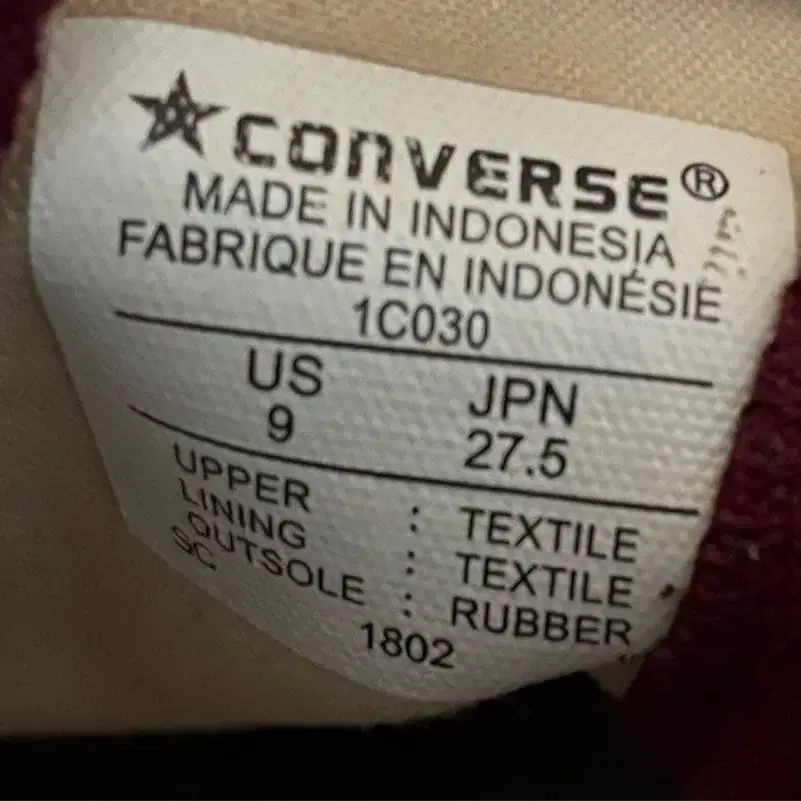 CONVERSE®
MADE IN INDONESIA
FABRIQUE EN INDONÉSIE
1C030
US JPN
9 27.5
UPPER : TEXTILE
LINING : TEXTILE
OUTSOLE : RUBBER
SC 1802